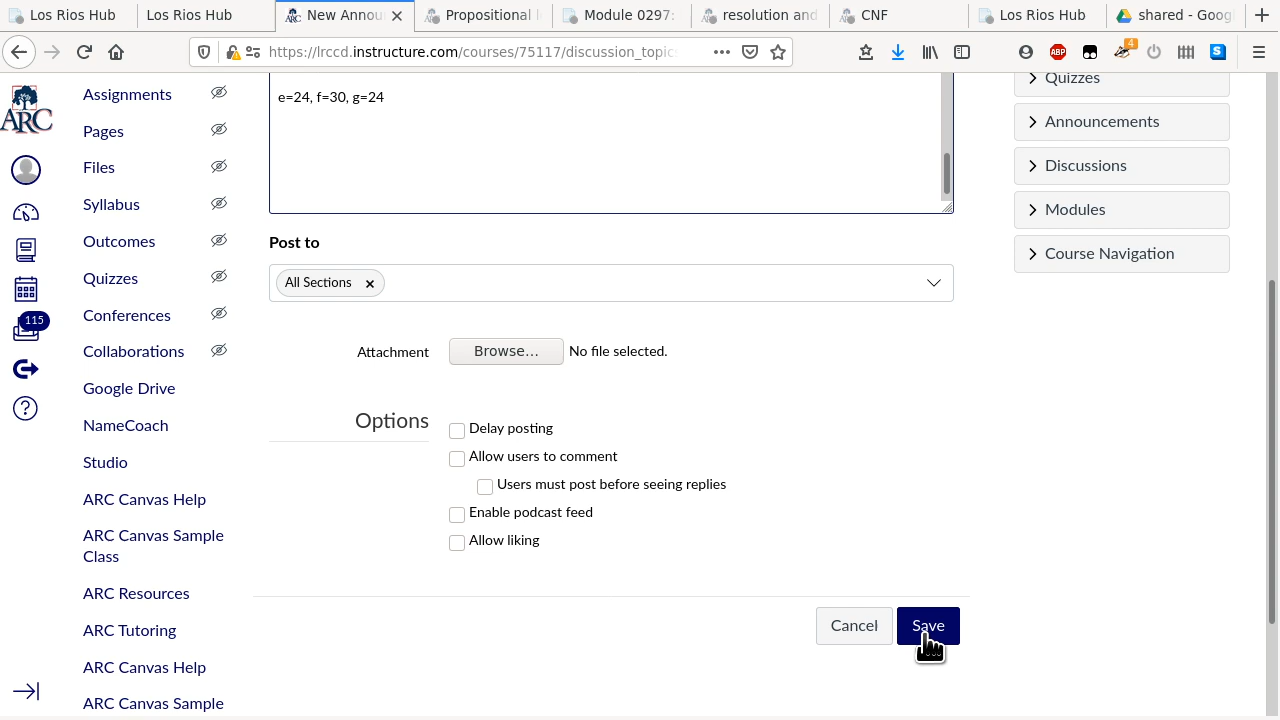 Los Rios Hub
Los Rios Hub
New Annou
Propositional l
Module 0297:
resolution and
CNF
Los Rios Hub
shared - Goog
https://lrccd.instructure.com/courses/75117/discussion_topic
ABP
4
S
ARC
115
Assignments
Pages
Files
Syllabus
Outcomes
Quizzes
Conferences
Collaborations
Google Drive
NameCoach
Studio
ARC Canvas Help
ARC Canvas Sample
Class
ARC Resources
ARC Tutoring
ARC Canvas Help
ARC Canvas Sample
e=24, f=30, g=24
Post to
All Sections
Attachment
Browse...
No file selected.
Options
Delay posting
Allow users to comment
Users must post before seeing replies
Enable podcast feed
Allow liking
Cancel
Save
Quizzes
Announcements
Discussions
Modules
Course Navigation